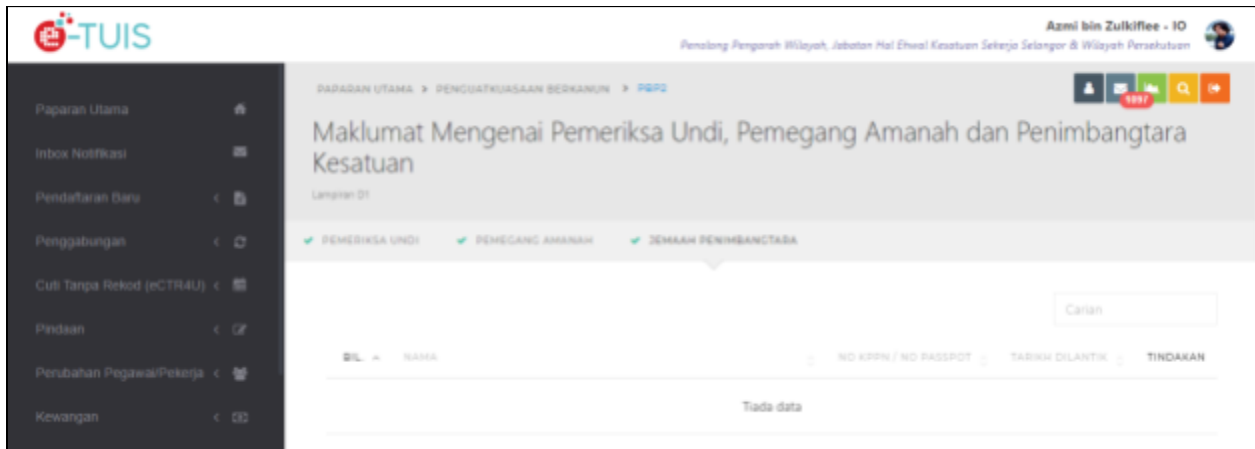 e-TUIS
Azmi bin Zulkiflee - IO
Penolong Pengarah Wilayah, Jabatan Hal Ehwal Kesatuan Sekerja Selangor & Wilayah Persekutuan
PAPARAN UTAMA > PENGUATKUASAAN BERKANUN > PBP2
1097
Maklumat Mengenai Pemeriksa Undi, Pemegang Amanah dan Penimbangtara
Kesatuan
Lampiran D1
Paparan Utama
Inbox Notifikasi
Pendaftaran Baru
Penggabungan
Cuti Tanpa Rekod (eCTR4U)
Pindaan
Perubahan Pegawai/Pekerja
Kewangan
PEMERIKSA UNDI PEMEGANG AMANAH JEMAAH PENIMBANGTARA
Carian
BIL. NAMA NO KPPN / NO PASSPOT TARIKH DILANTIK TINDAKAN
Tiada data